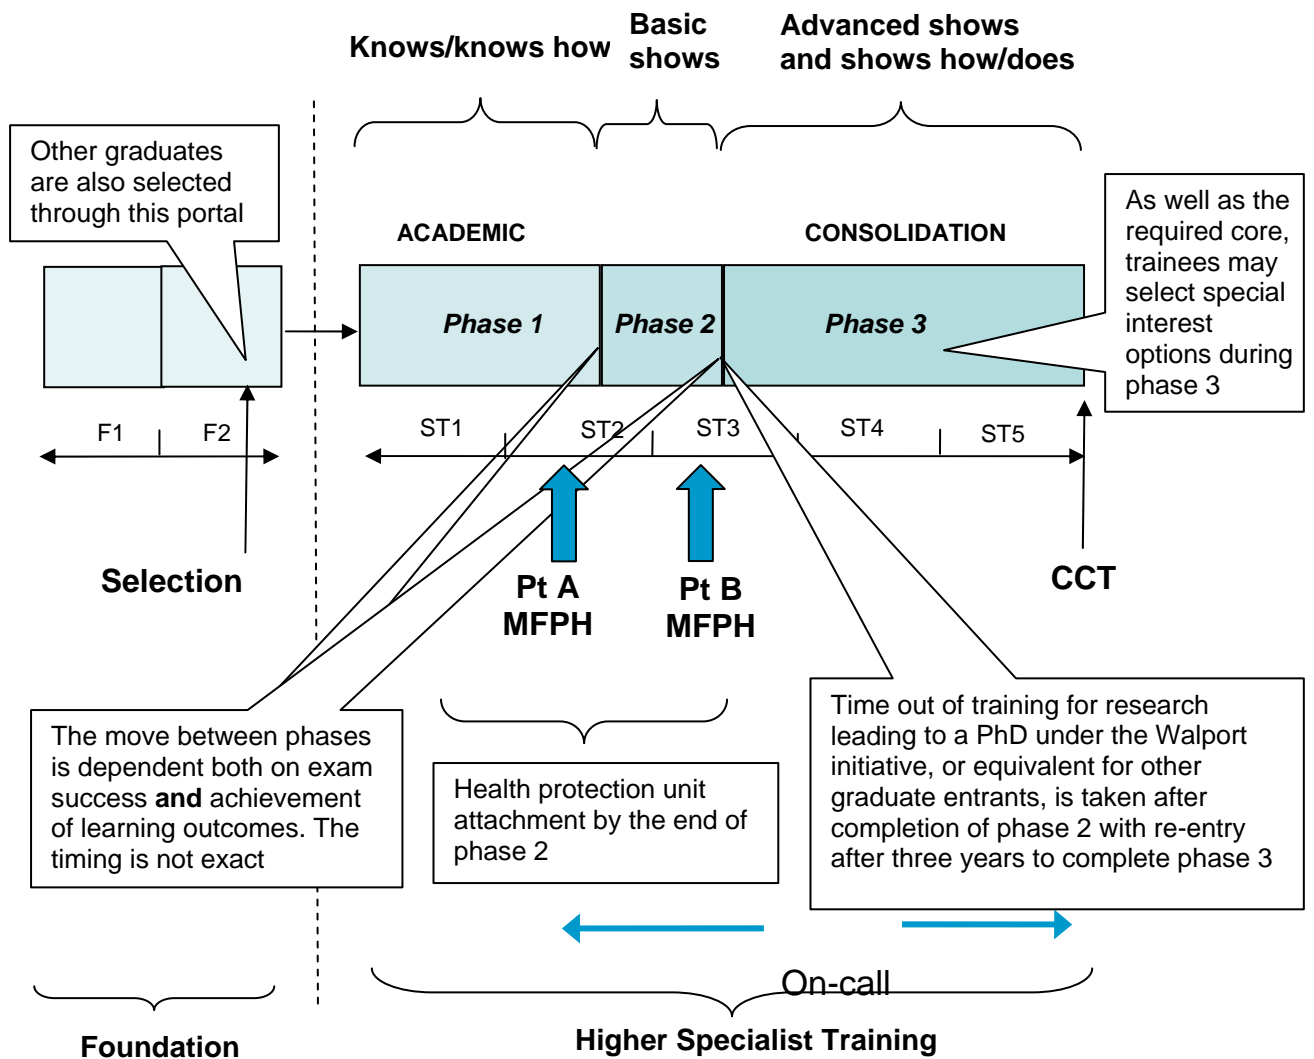 Knows/knows how
Basic
shows
Advanced shows
and shows how/does
Other graduates
are also selected
through this portal
As well as the
required core,
trainees may
select special
interest
options during
phase 3
ACADEMIC
CONSOLIDATION
Phase 1
Phase 2
Phase 3
F1
F2
ST1
ST2
ST3
ST4
ST5
Selection
Pt A
MFPH
Pt B
MFPH
CCT
The move between phases
is dependent both on exam
success and achievement
of learning outcomes. The
timing is not exact
Health protection unit
attachment by the end of
phase 2
Time out of training for research
leading to a PhD under the Walport
initiative, or equivalent for other
graduate entrants, is taken after
completion of phase 2 with re-entry
after three years to complete phase 3
On-call
Foundation
Higher Specialist Training